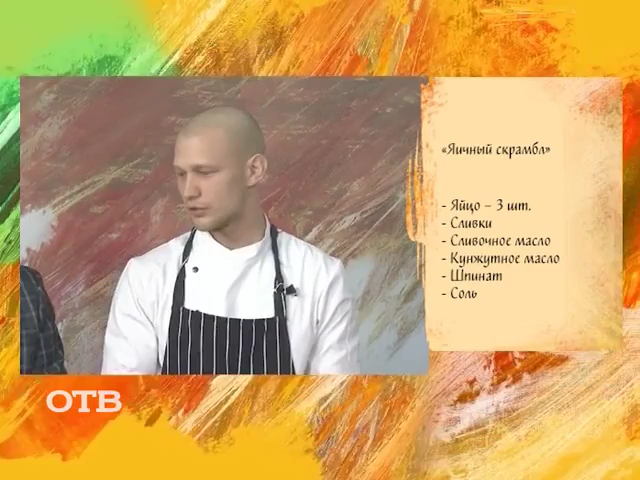 «Яичный скрамбл»
- Яйцо – 3 шт.
- Сливки
- Сливочное масло
- Кунжутное масло
- Шпинат
- Соль
ОТВ